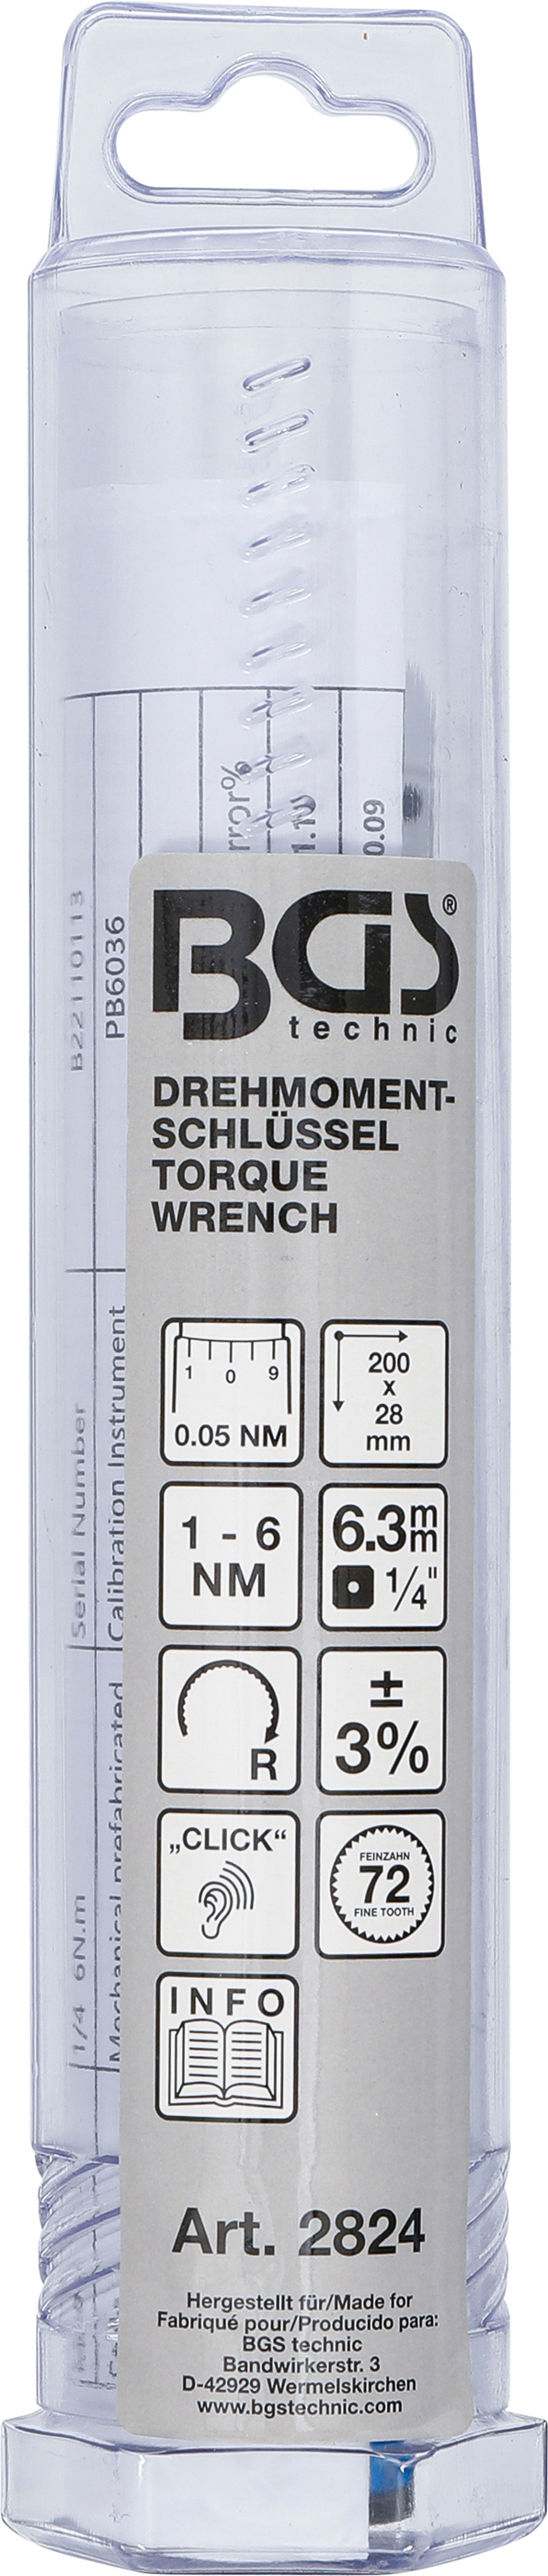 BGS®
technic
DREHMOMENT-
SCHLÜSSEL
TORQUE
WRENCH
1 0 9
0.05 NM
200
x
28
mm
1 - 6
NM
6.3mm
1/4"
R
±
3%
„CLICK“
FEINZAHN
72
FINE TOOTH
INFO
Art. 2824
Hergestellt für/Made for
Fabriqué pour/Producido para:
BGS technic
Bandwirkerstr. 3
D-42929 Wermelskirchen
www.bgstechnic.com
1/4 6N.m
Serial Number
B22110113
Mechanical prefabricated
Calibration Instrument
PB6036
0.09